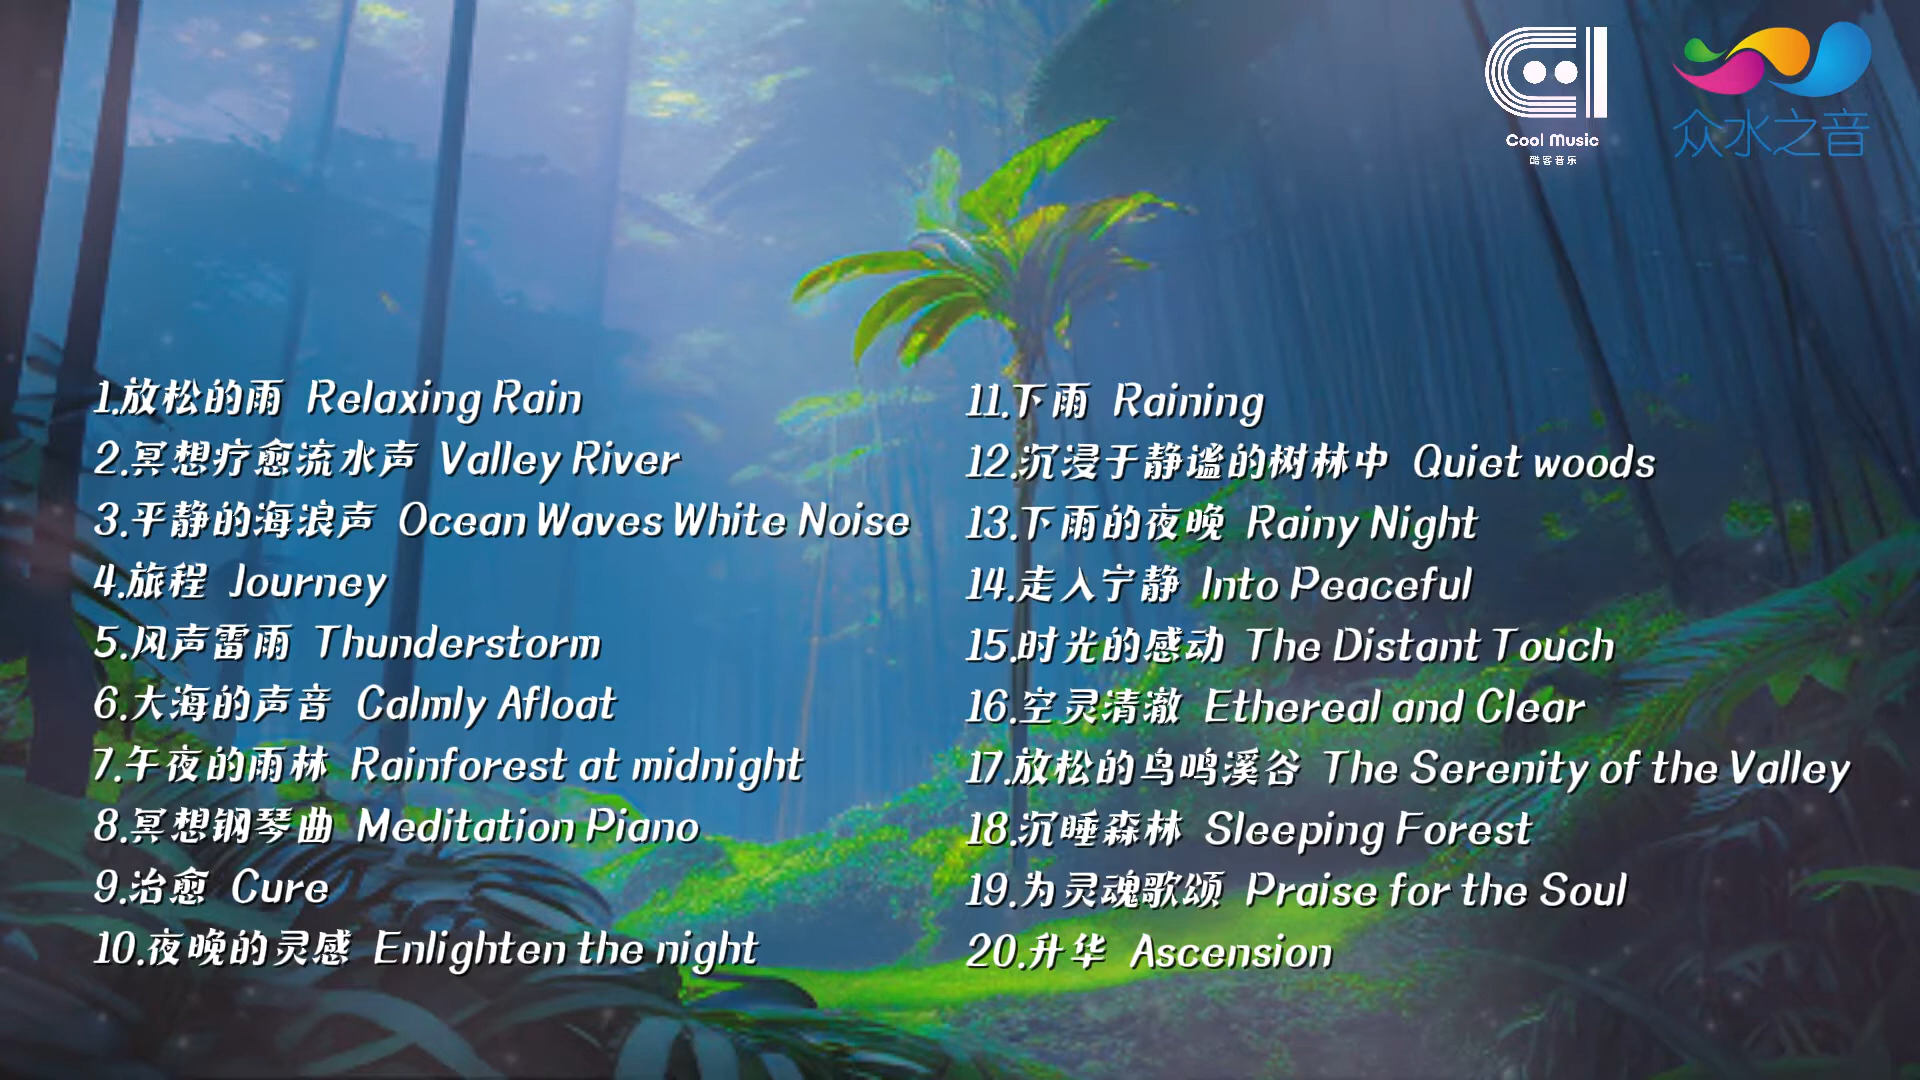 Cool Music
酷客音乐
众水之音
1.放松的雨 Relaxing Rain
2.冥想疗愈流水声 Valley River
3.平静的海浪声 Ocean Waves White Noise
4.旅程 Journey
5.风声雷雨 Thunderstorm
6.大海的声音 Calmly Afloat
7.午夜的雨林 Rainforest at midnight
8.冥想钢琴曲 Meditation Piano
9.治愈 Cure
10.夜晚的灵感 Enlighten the night
11.下雨 Raining
12.沉浸于静谧的树林中 Quiet woods
13.下雨的夜晚 Rainy Night
14.走入宁静 Into Peaceful
15.时光的感动 The Distant Touch
16.空灵清澈 Ethereal and Clear
17.放松的鸟鸣溪谷 The Serenity of the Valley
18.沉睡森林 Sleeping Forest
19.为灵魂歌颂 Praise for the Soul
20.升华 Ascension